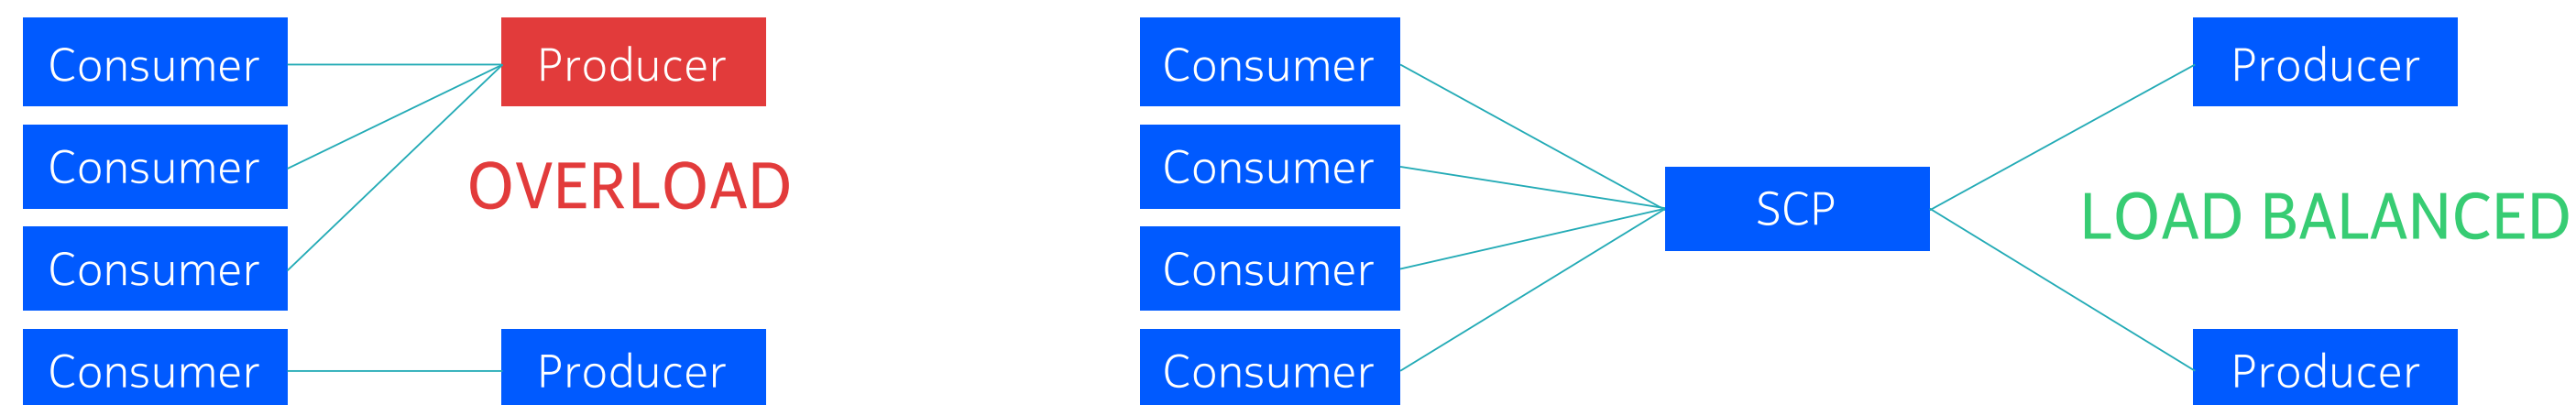 Consumer
Producer
Consumer
OVERLOAD
Consumer
Consumer
Producer
Consumer
Consumer
Consumer
Consumer
SCP
Producer
LOAD BALANCED
Producer